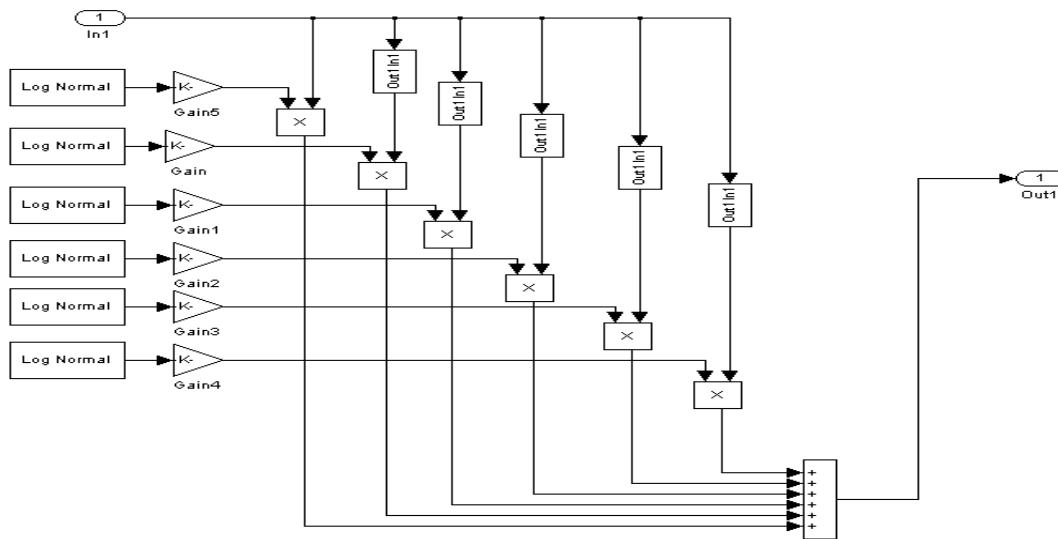 1
In1
Out1 In1
Out1 In1
Out1 In1
Out1 In1
Out1 In1
Log Normal
K-
Gain5
×
Log Normal
K-
Gain
×
Log Normal
K-
Gain1
×
1
Out1
Log Normal
K-
Gain2
×
Log Normal
K-
Gain3
×
Log Normal
K-
Gain4
×
+
+
+
+
+
+